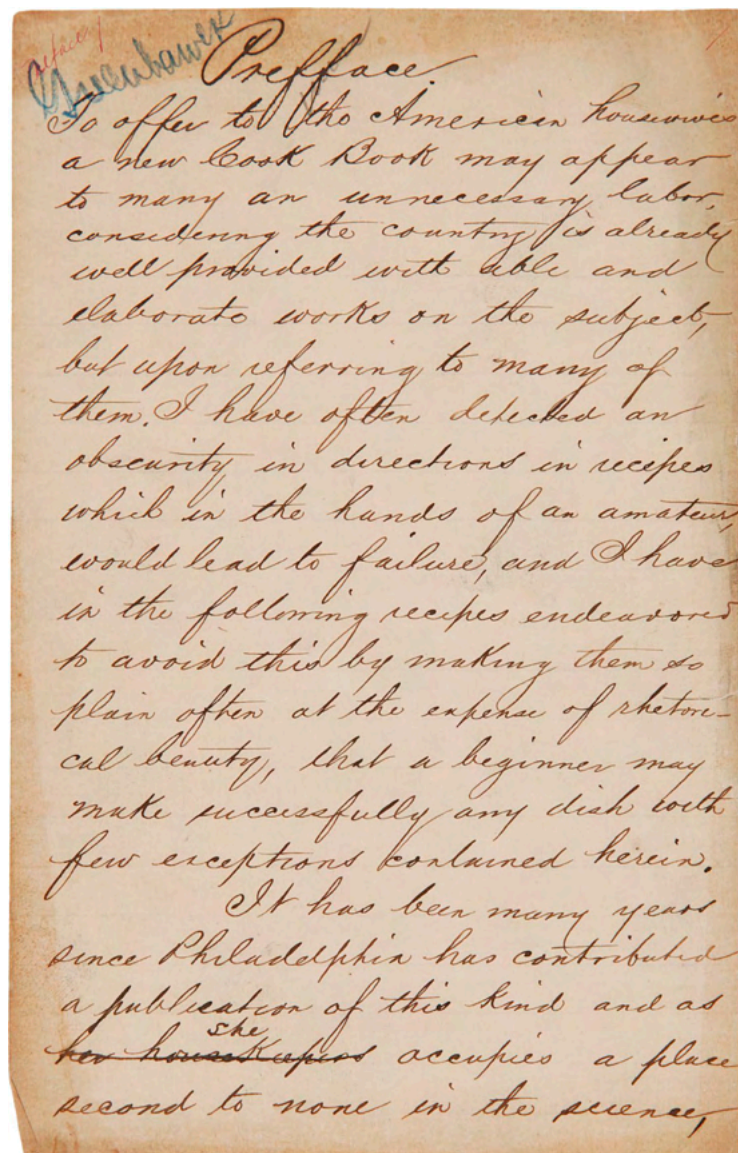 Prefface.
To offer to the American housewives
a new Cook Book may appear
to many an unnecessary labor,
considering the country is already
well provided with able and
elaborate works on the subject,
but upon referring to many of
them. I have often detected an
obscurity in directions in recipes
which in the hands of an amateur,
would lead to failure, and I have
in the following recipes endeavored
to avoid this by making them so
plain often at the expense of rhetori-
cal beauty, that a beginner may
make successfully any dish with
few exceptions contained herein.
It has been many years
since Philadelphia has contributed
a publication of this kind and as
she
her houseKeepers occupies a place
second to none in the science,